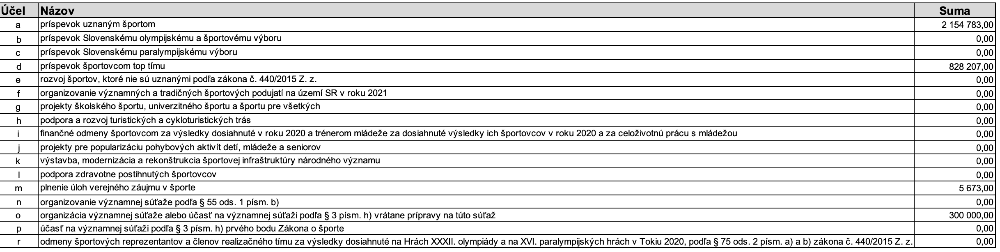 Účel Názov Suma
a príspevok uznaným športom 2 154 783,00
b príspevok Slovenskému olympijskému a športovému výboru 0,00
c príspevok Slovenskému paralympijskému výboru 0,00
d príspevok športovcom top tímu 828 207,00
e rozvoj športov, ktoré nie sú uznanými podľa zákona č. 440/2015 Z. z. 0,00
f organizovanie významných a tradičných športových podujatí na území SR v roku 2021 0,00
g projekty školského športu, univerzitného športu a športu pre všetkých 0,00
h podpora a rozvoj turistických a cykloturistických trás 0,00
i finančné odmeny športovcom za výsledky dosiahnuté v roku 2020 a trénerom mládeže za dosiahnuté výsledky ich športovcov v roku 2020 a za celoživotnú prácu s mládežou 0,00
j projekty pre popularizáciu pohybových aktivít detí, mládeže a seniorov 0,00
k výstavba, modernizácia a rekonštrukcia športovej infraštruktúry národného významu 0,00
l podpora zdravotne postihnutých športovcov 0,00
m plnenie úloh verejného záujmu v športe 5 673,00
n organizovanie významnej súťaže podľa § 55 ods. 1 písm. b) 0,00
o organizácia významnej súťaže alebo účasť na významnej súťaži podľa § 3 písm. h) vrátane prípravy na túto súťaž 300 000,00
p účasť na významnej súťaži podľa § 3 písm. h) prvého bodu Zákona o športe 0,00
r odmeny športových reprezentantov a členov realizačného tímu za výsledky dosiahnuté na Hrách XXXII. olympiády a na XVI. paralympijských hrách v Tokiu 2020, podľa § 75 ods. 2 písm. a) a b) zákona č. 440/2015 Z. z. 0,00